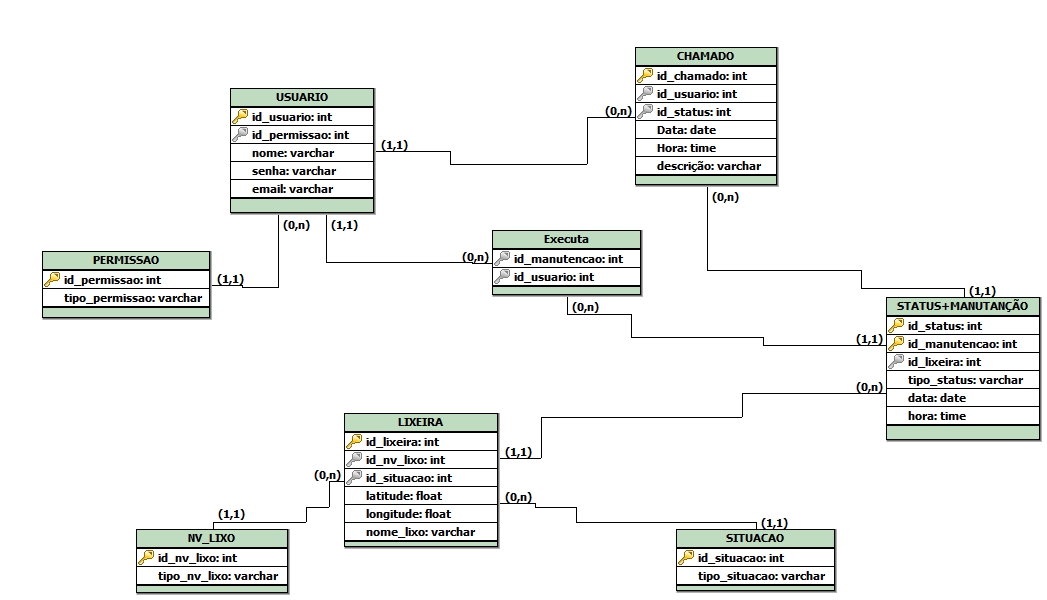 CHAMADO
id_chamado: int
id_usuario: int
id_status: int
Data: date
Hora: time
descrição: varchar
(0,n)
(0,n)
USUARIO
id_usuario: int
id_permissao: int
nome: varchar
senha: varchar
email: varchar
(1,1)
(0,n)
(1,1)
PERMISSAO
id_permissao: int
tipo_permissao: varchar
(1,1)
Executa
id_manutencao: int
id_usuario: int
(0,n)
(0,n)
(1,1)
STATUS+MANUTANÇÃO
id_status: int
id_manutencao: int
id_lixeira: int
tipo_status: varchar
data: date
hora: time
(1,1)
(0,n)
LIXEIRA
id_lixeira: int
id_nv_lixo: int
id_situacao: int
latitude: float
longitude: float
nome_lixo: varchar
(1,1)
(0,n)
(0,n)
(1,1)
NV_LIXO
id_nv_lixo: int
tipo_nv_lixo: varchar
(1,1)
SITUACAO
id_situacao: int
tipo_situacao: varchar